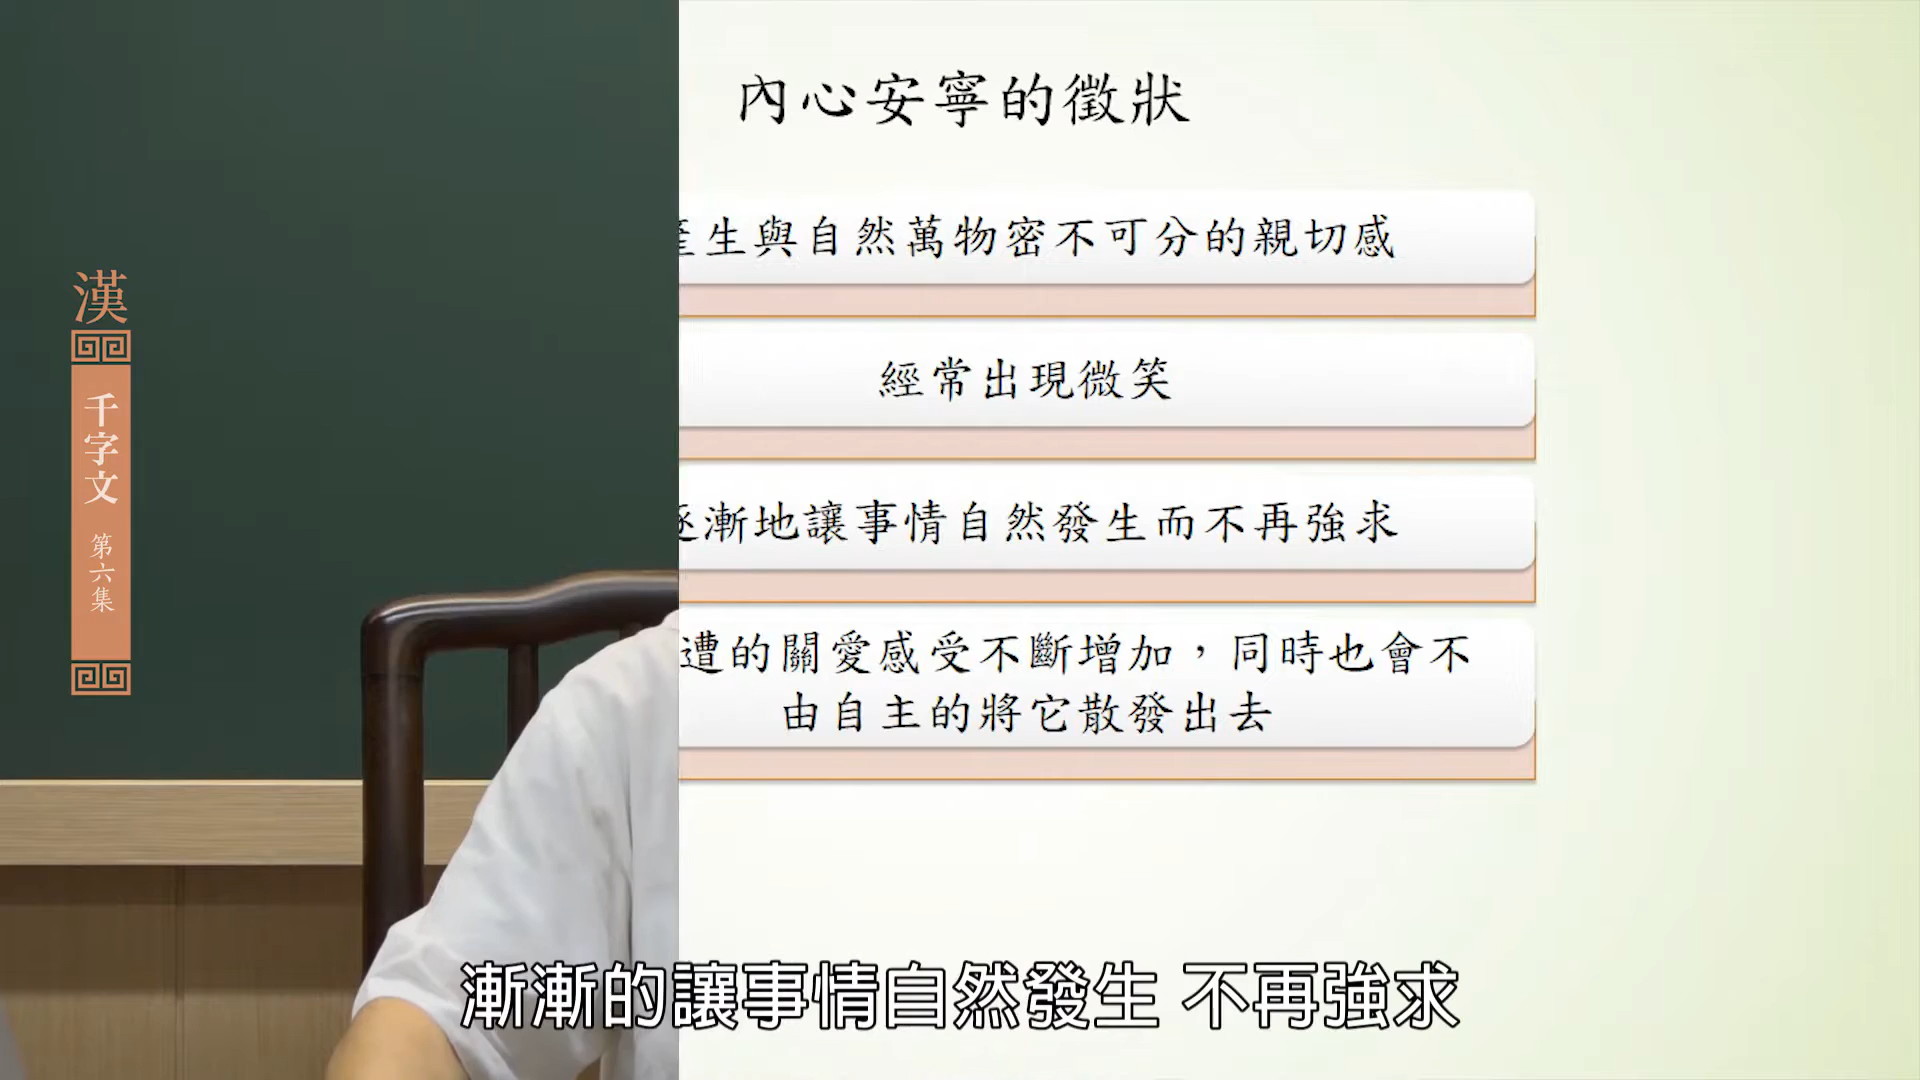 漢
千字文 第六集
內心安寧的徵狀
產生與自然萬物密不可分的親切感
經常出現微笑
逐漸地讓事情自然發生而不再強求
遭的關愛感受不斷增加，同時也會不
由自主的將它散發出去
漸漸的讓事情自然發生 不再強求